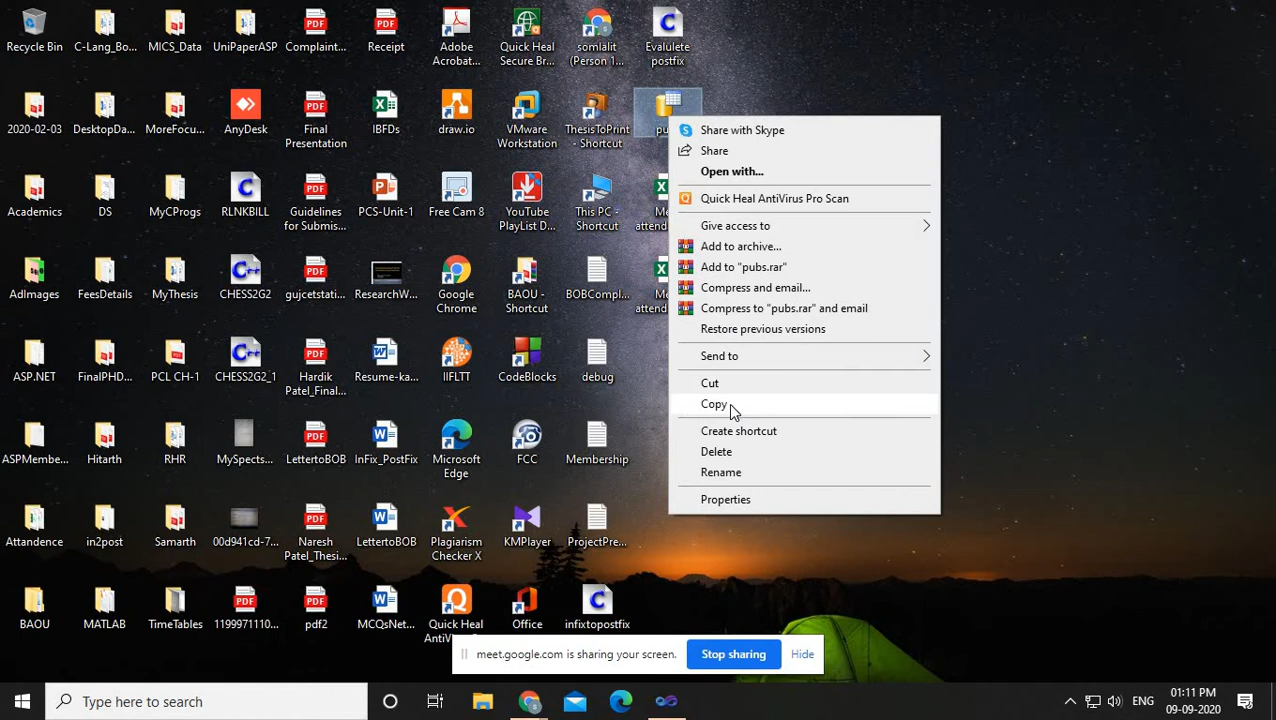 Recycle Bin
C-Lang_Bo...
MICS_Data
UniPaperASP
Complaint...
Receipt
Adobe
Acrobat...
Quick Heal
Secure Br...
somlalit
(Person 1...
Evalulete
postfix
2020-02-03
DesktopDa...
MoreFocu...
AnyDesk
Final
Presentation
IBFDs
draw.io
VMware
Workstation
ThesisToPrint
- Shortcut
Academics
DS
MyCProgs
RLNKBILL
Guidelines
for Submis...
PCS-Unit-1
Free Cam 8
YouTube
PlayList D...
This PC -
Shortcut
AdImages
FeesDetails
MyThesis
CHESS2G2
gujcetstati...
ResearchW...
Google
Chrome
BAOU -
Shortcut
BOBCompl...
ASP.NET
FinalPHD...
PCL CH-1
CHESS2G2_1
Hardik
Patel_Final...
Resume-ka...
IIFLTT
CodeBlocks
debug
ASPMembe...
Hitarth
RHR
MySpects...
LettertoBOB
InFix_PostFix
Microsoft
Edge
FCC
Membership
Attendence
in2post
Samarth
00d941cd-7...
Naresh
Patel_Thesi...
LettertoBOB
Plagiarism
Checker X
KMPlayer
ProjectPre...
BAOU
MATLAB
TimeTables
1199971110...
pdf2
MCQsNet...
Quick Heal
AntiVi
Office
infixtopostfix
Share with Skype
Share
Open with...
Quick Heal AntiVirus Pro Scan
Give access to
Add to archive...
Add to "pubs.rar"
Compress and email...
Compress to "pubs.rar" and email
Restore previous versions
Send to
Cut
Copy
Create shortcut
Delete
Rename
Properties
meet.google.com is sharing your screen.
Stop sharing
Hide
Type here to search
ENG
01:11 PM
09-09-2020